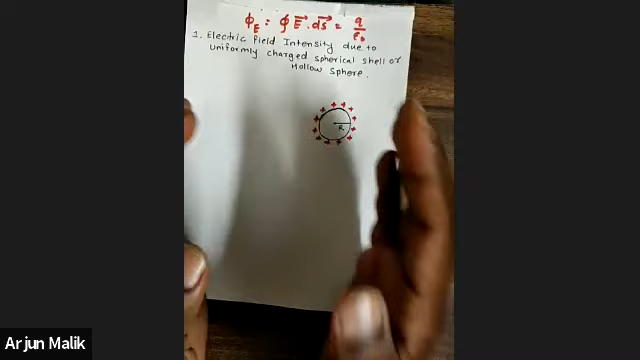 ϕE : ∮ E⃗ . ds⃗ = q/ε0
1. Electric field Intensity due to
Uniformly charged spherical shell or
Hollow Sphere.
R
Arjun Malik